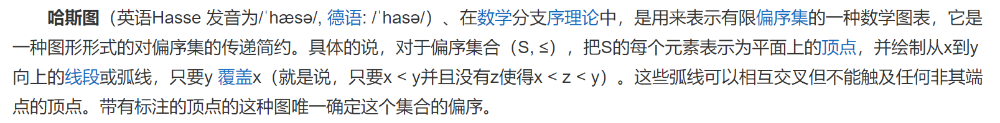 哈斯图（英语Hasse 发音为/ˈhæsə/, 德语: /ˈhasə/）、在数学分支序理论中，是用来表示有限偏序集的一种数学图表，它是
一种图形形式的对偏序集的传递简约。具体的说，对于偏序集合（S, ≤），把S的每个元素表示为平面上的顶点，并绘制从x到y
向上的线段或弧线，只要y 覆盖x（就是说，只要x < y并且没有z使得x < z < y）。这些弧线可以相互交叉但不能触及任何非其端
点的顶点。带有标注的顶点的这种图唯一确定这个集合的偏序。